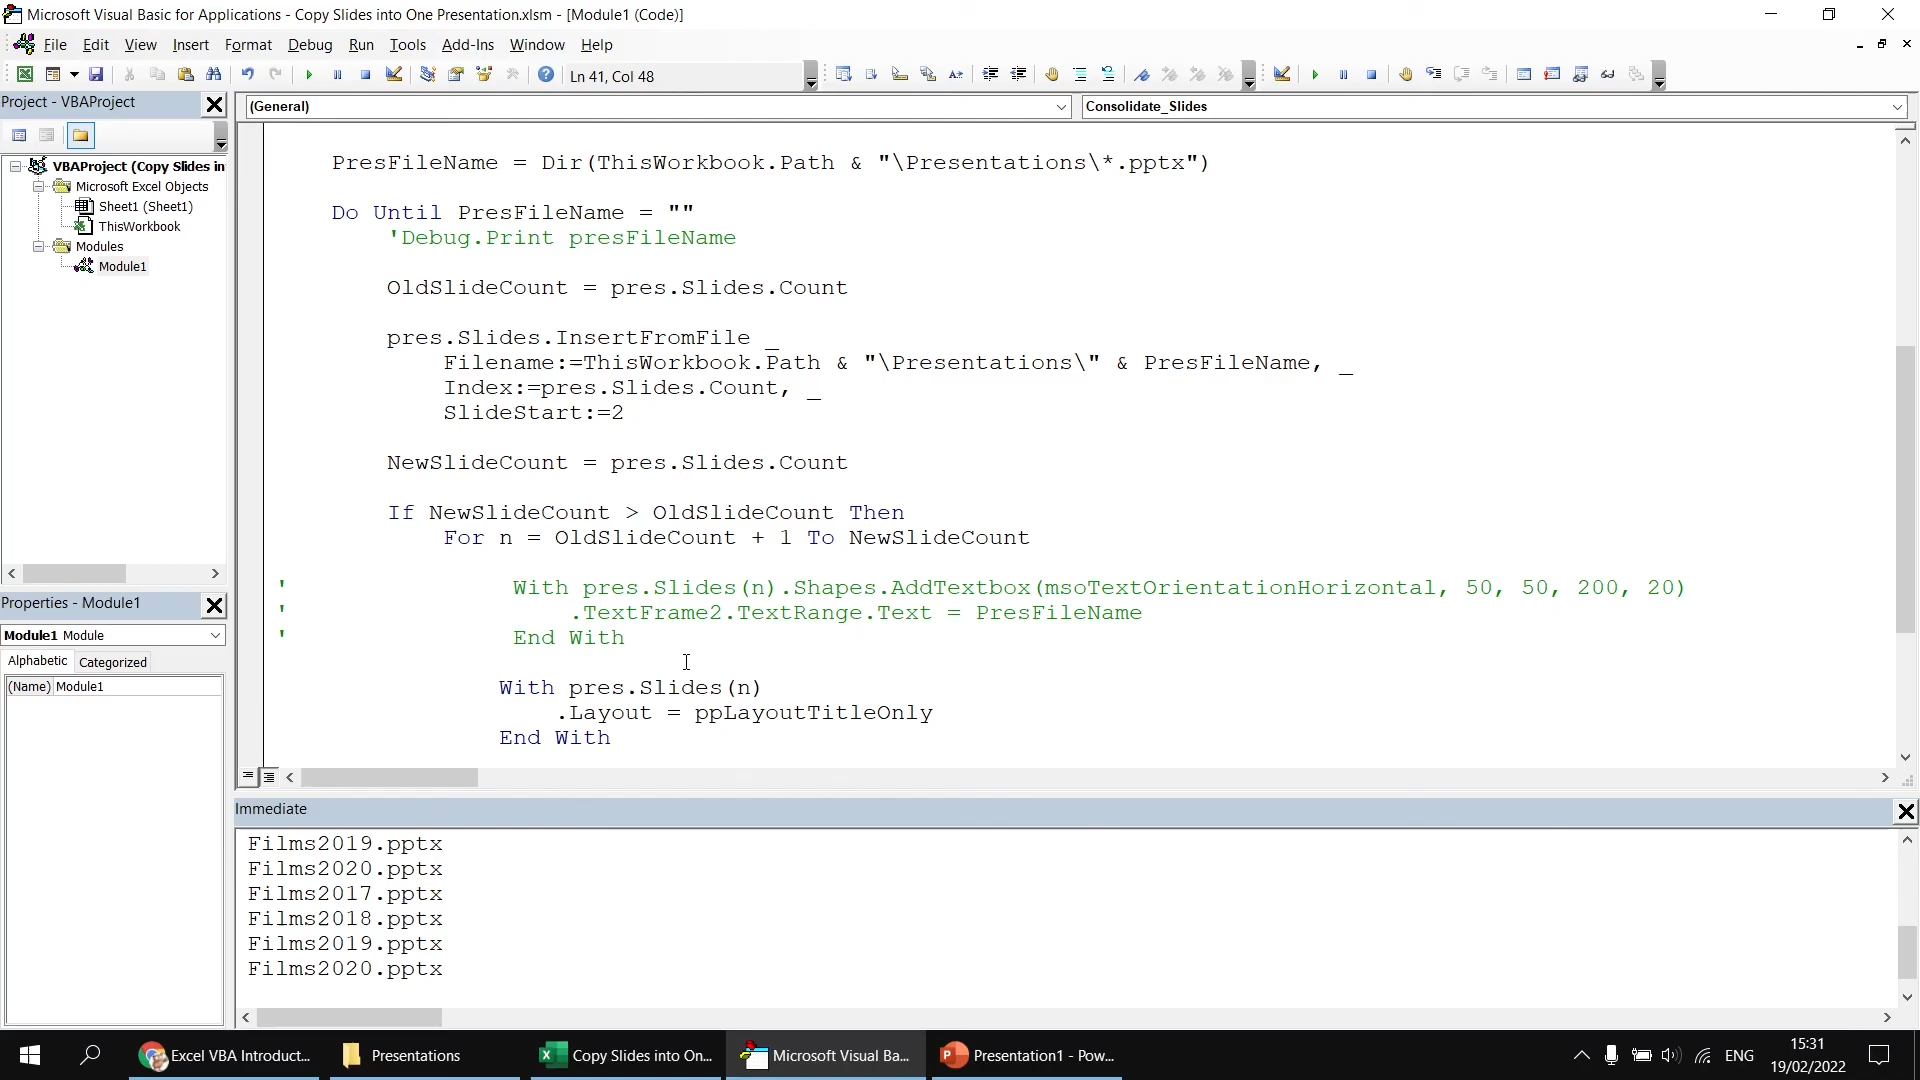 Microsoft Visual Basic for Applications - Copy Slides into One Presentation.xlsm - [Module1 (Code)]
File Edit View Insert Format Debug Run Tools Add-Ins Window Help
Ln 41, Col 48
Project - VBAProject
(General)
Consolidate_Slides
VBAProject (Copy Slides in
Microsoft Excel Objects
Sheet1 (Sheet1)
ThisWorkbook
Modules
Module1
PresFileName = Dir(ThisWorkbook.Path & "\Presentations\*.pptx")
Do Until PresFileName = ""
'Debug.Print presFileName
OldSlideCount = pres.Slides.Count
pres.Slides.InsertFromFile _
Filename:=ThisWorkbook.Path & "\Presentations\" & PresFileName, _
Index:=pres.Slides.Count, _
SlideStart:=2
NewSlideCount = pres.Slides.Count
If NewSlideCount > OldSlideCount Then
For n = OldSlideCount + 1 To NewSlideCount
' With pres.Slides(n).Shapes.AddTextbox(msoTextOrientationHorizontal, 50, 50, 200, 20)
' .TextFrame2.TextRange.Text = PresFileName
' End With
With pres.Slides(n)
.Layout = ppLayoutTitleOnly
End With
Properties - Module1
Module1 Module
Alphabetic Categorized
(Name) Module1
Immediate
Films2019.pptx
Films2020.pptx
Films2017.pptx
Films2018.pptx
Films2019.pptx
Films2020.pptx
Excel VBA Introduct...
Presentations
Copy Slides into On...
Microsoft Visual Ba...
Presentation1 - Pow...
ENG
15:31
19/02/2022